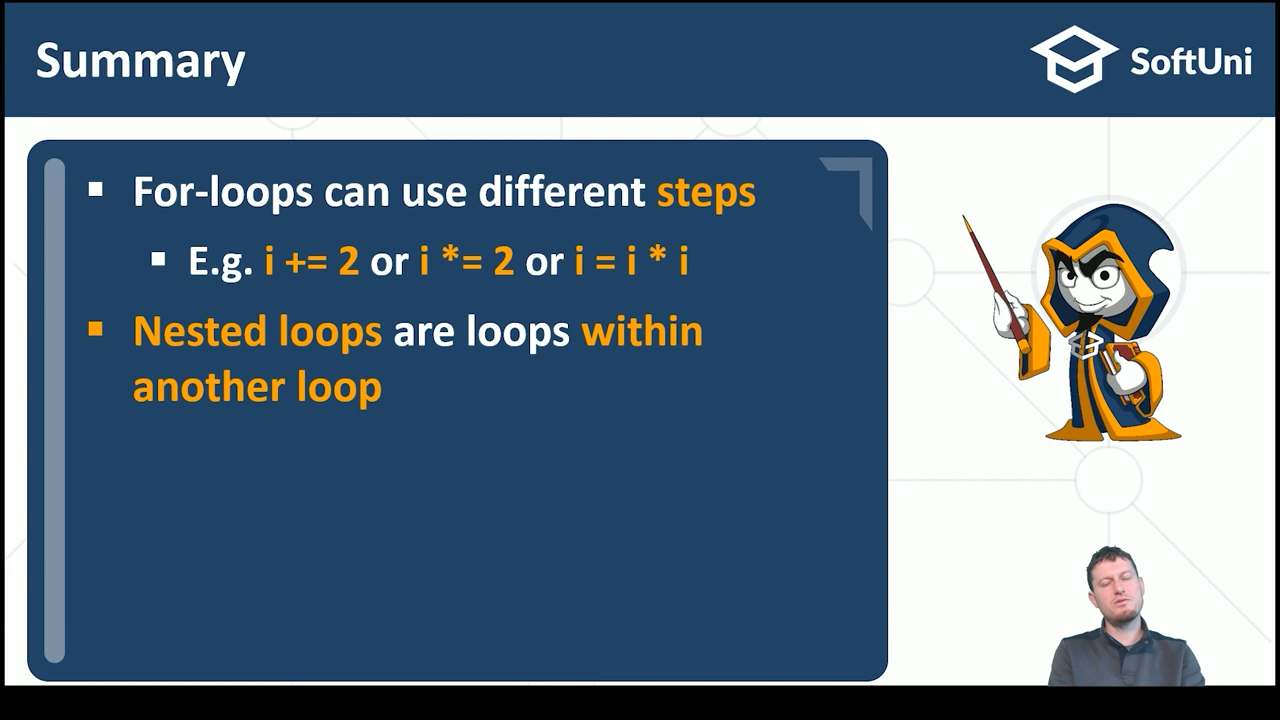 Summary
SoftUni
▪ For-loops can use different steps
▪ E.g. i += 2 or i *= 2 or i = i * i
▪ Nested loops are loops within
another loop